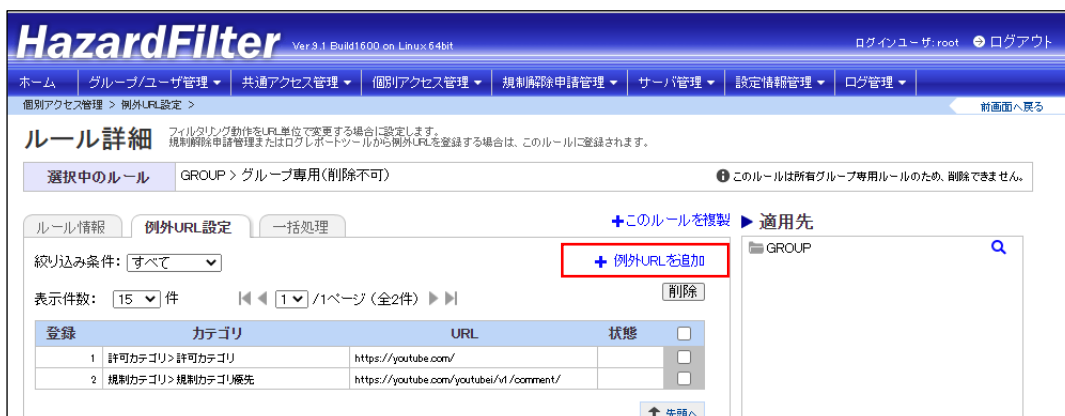 HazardFilter Ver.9.1 Build1600 on Linux64bit ログインユーザ:root ログアウト
ホーム グループ/ユーザ管理 共通アクセス管理 個別アクセス管理 規制解除申請管理 サーバ管理 設定情報管理 ログ管理
個別アクセス管理 > 例外URL設定 > 前画面へ戻る
ルール詳細 フィルタリング動作をURL単位で変更する場合に設定します。
規制解除申請管理またはログレポートツールから例外URLを登録する場合は、このルールに登録されます。
選択中のルール GROUP > グループ専用(削除不可) このルールは所有グループ専用ルールのため、削除できません。
ルール情報 例外URL設定 一括処理 +このルールを複製 ▶ 適用先
GROUP
絞り込み条件: すべて + 例外URLを追加
表示件数: 15 件 1 /1ページ (全2件) 削除
登録 カテゴリ URL 状態
1 許可カテゴリ>許可カテゴリ https://youtube.com/
2 規制カテゴリ>規制カテゴリ優先 https://youtube.com/youtubei/v1/comment/
先頭へ